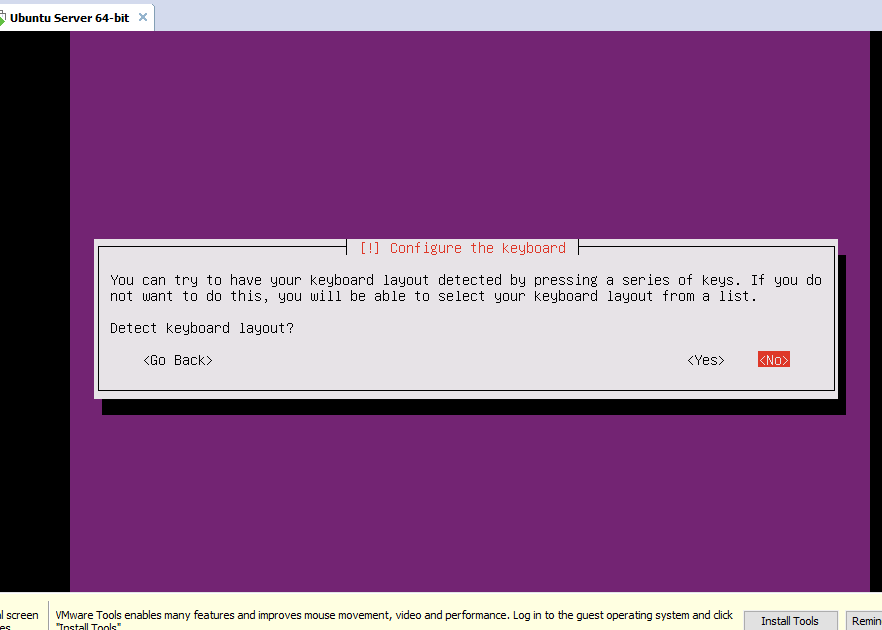 Ubuntu Server 64-bit
[!] Configure the keyboard
You can try to have your keyboard layout detected by pressing a series of keys. If you do
not want to do this, you will be able to select your keyboard layout from a list.
Detect keyboard layout?
<Go Back> <Yes> <No>
screen
VMware Tools enables many features and improves mouse movement, video and performance. Log in to the guest operating system and click
"Install Tools"
Install Tools